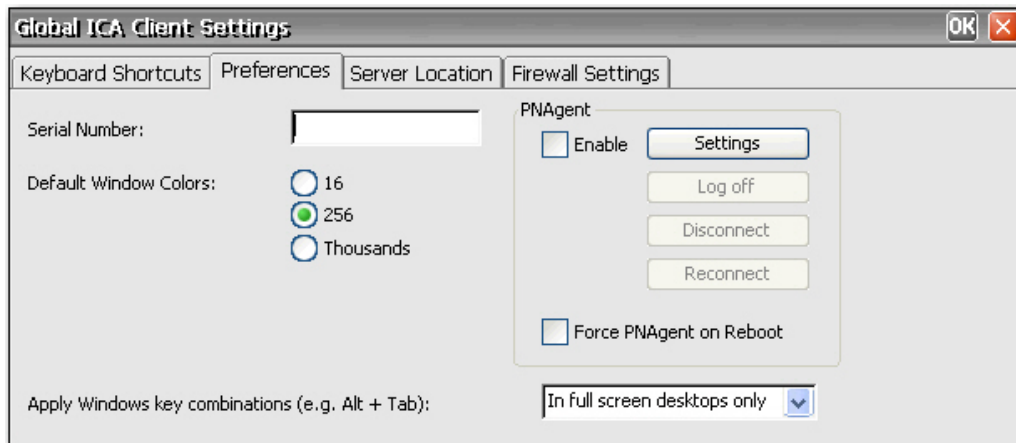 Global ICA Client Settings OK
Keyboard Shortcuts Preferences Server Location Firewall Settings
Serial Number:
Default Window Colors:
16
256
Thousands
PNAgent
Enable Settings
Log off
Disconnect
Reconnect
Force PNAgent on Reboot
Apply Windows key combinations (e.g. Alt + Tab): In full screen desktops only